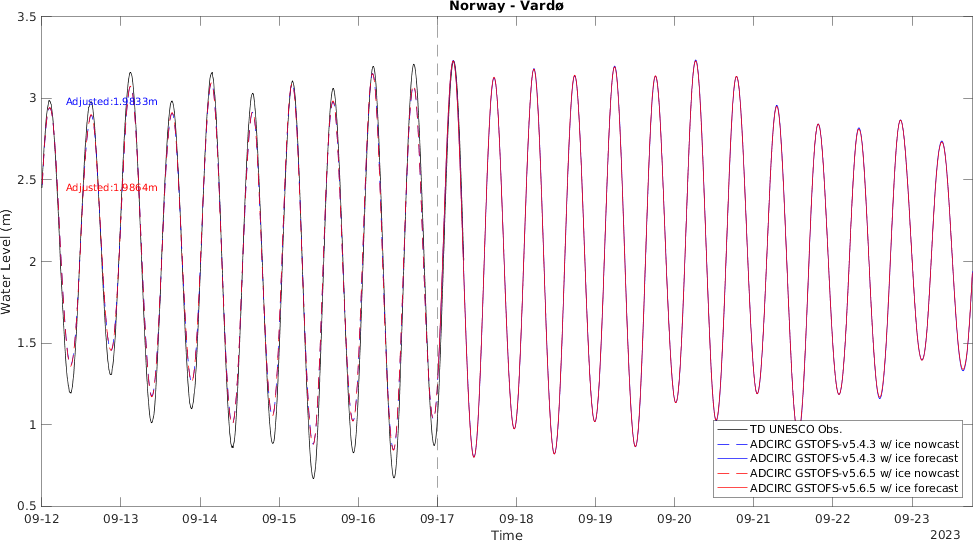 Norway - Vardø
3.5
3
2.5
2
1.5
1
0.5
Water Level (m)
Adjusted:1.9833m
Adjusted:1.9864m
TD UNESCO Obs.
ADCIRC GSTOFS-v5.4.3 w/ ice nowcast
ADCIRC GSTOFS-v5.4.3 w/ ice forecast
ADCIRC GSTOFS-v5.6.5 w/ ice nowcast
ADCIRC GSTOFS-v5.6.5 w/ ice forecast
09-12 09-13 09-14 09-15 09-16 09-17 09-18 09-19 09-20 09-21 09-22 09-23
Time
2023